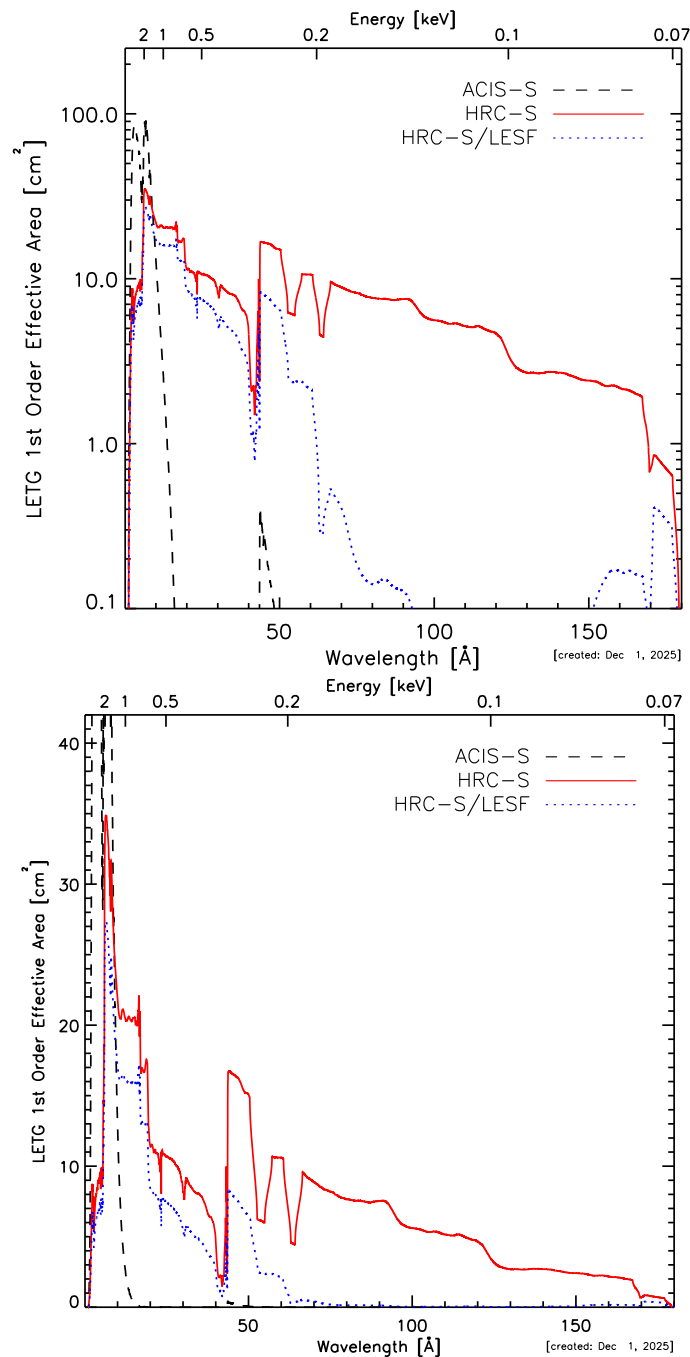 Energy [keV]
2 1 0.5 0.2 0.1 0.07
ACIS−S
HRC−S
HRC−S/LESF
100.0
10.0
1.0
0.1
LETG 1st Order Effective Area [cm²]
50 100 150
Wavelength [Å]
[created: Dec 1, 2025]
Energy [keV]
2 1 0.5 0.2 0.1 0.07
ACIS−S
HRC−S
HRC−S/LESF
40
30
20
10
0
LETG 1st Order Effective Area [cm²]
50 100 150
Wavelength [Å]
[created: Dec 1, 2025]